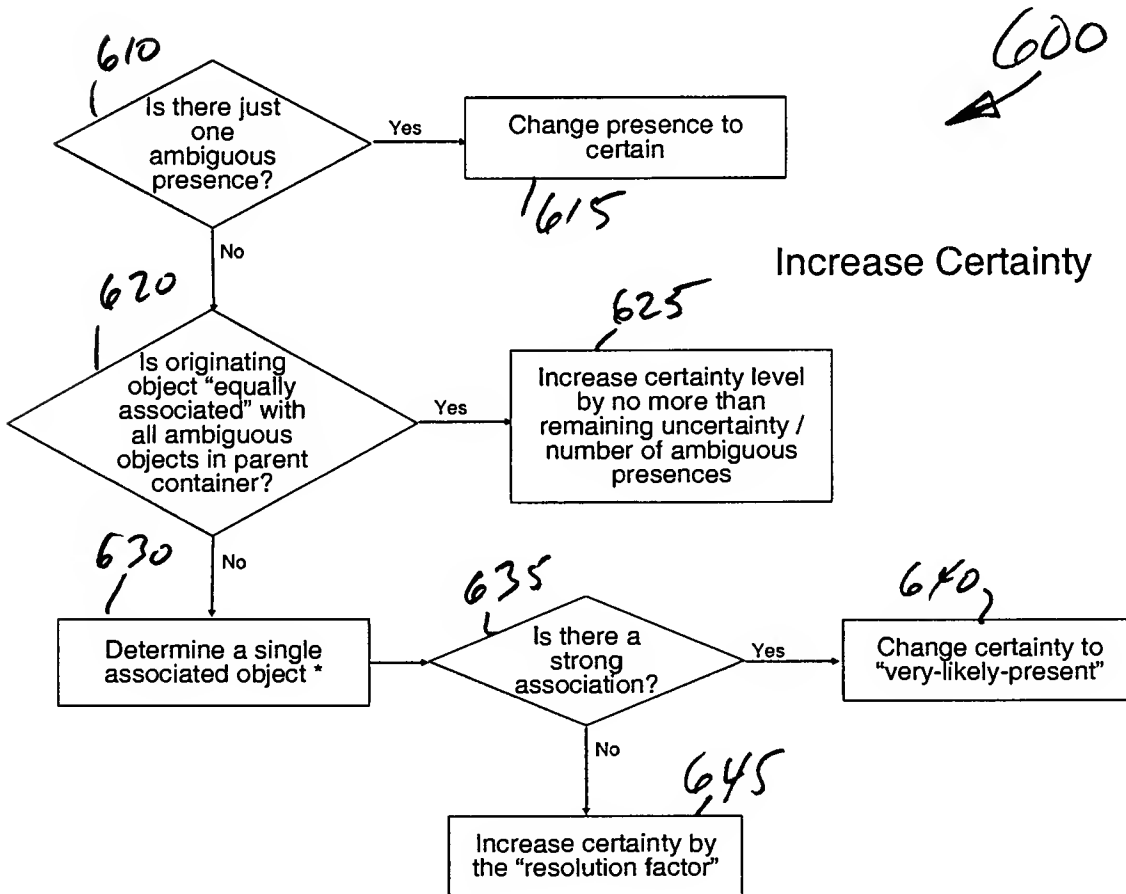 610
600
Is there just
one
ambiguous
presence?
Yes
Change presence to
certain
615
No
Increase Certainty
620
625
Is originating
object “equally
associated” with
all ambiguous
objects in parent
container?
Yes
Increase certainty level
by no more than
remaining uncertainty /
number of ambiguous
presences
No
630
635
640
Determine a single
associated object *
Is there a
strong
association?
Yes
Change certainty to
“very-likely-present”
No
645
Increase certainty by
the “resolution factor”